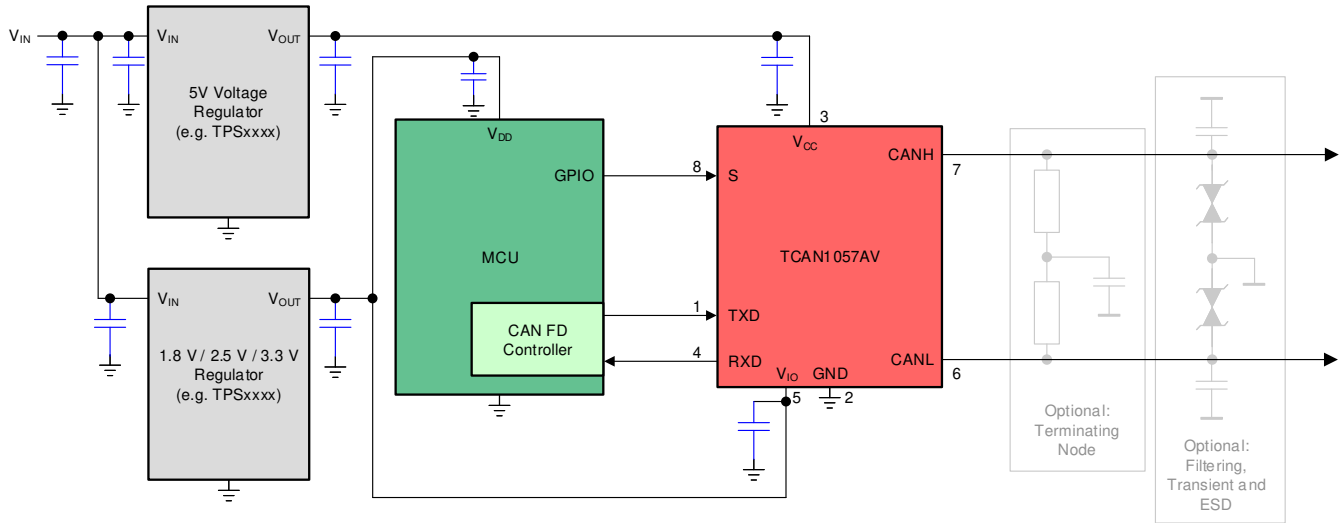 VIN
VIN
VOUT
5V Voltage
Regulator
(e.g. TPSxxxx)
VIN
VOUT
1.8 V / 2.5 V / 3.3 V
Regulator
(e.g. TPSxxxx)
VDD
GPIO
MCU
CAN FD
Controller
8
1
4
3
VCC
CANH
7
S
TCAN1057AV
TXD
RXD
VIO
GND
CANL
6
5
2
Optional:
Terminating
Node
Optional:
Filtering,
Transient and
ESD